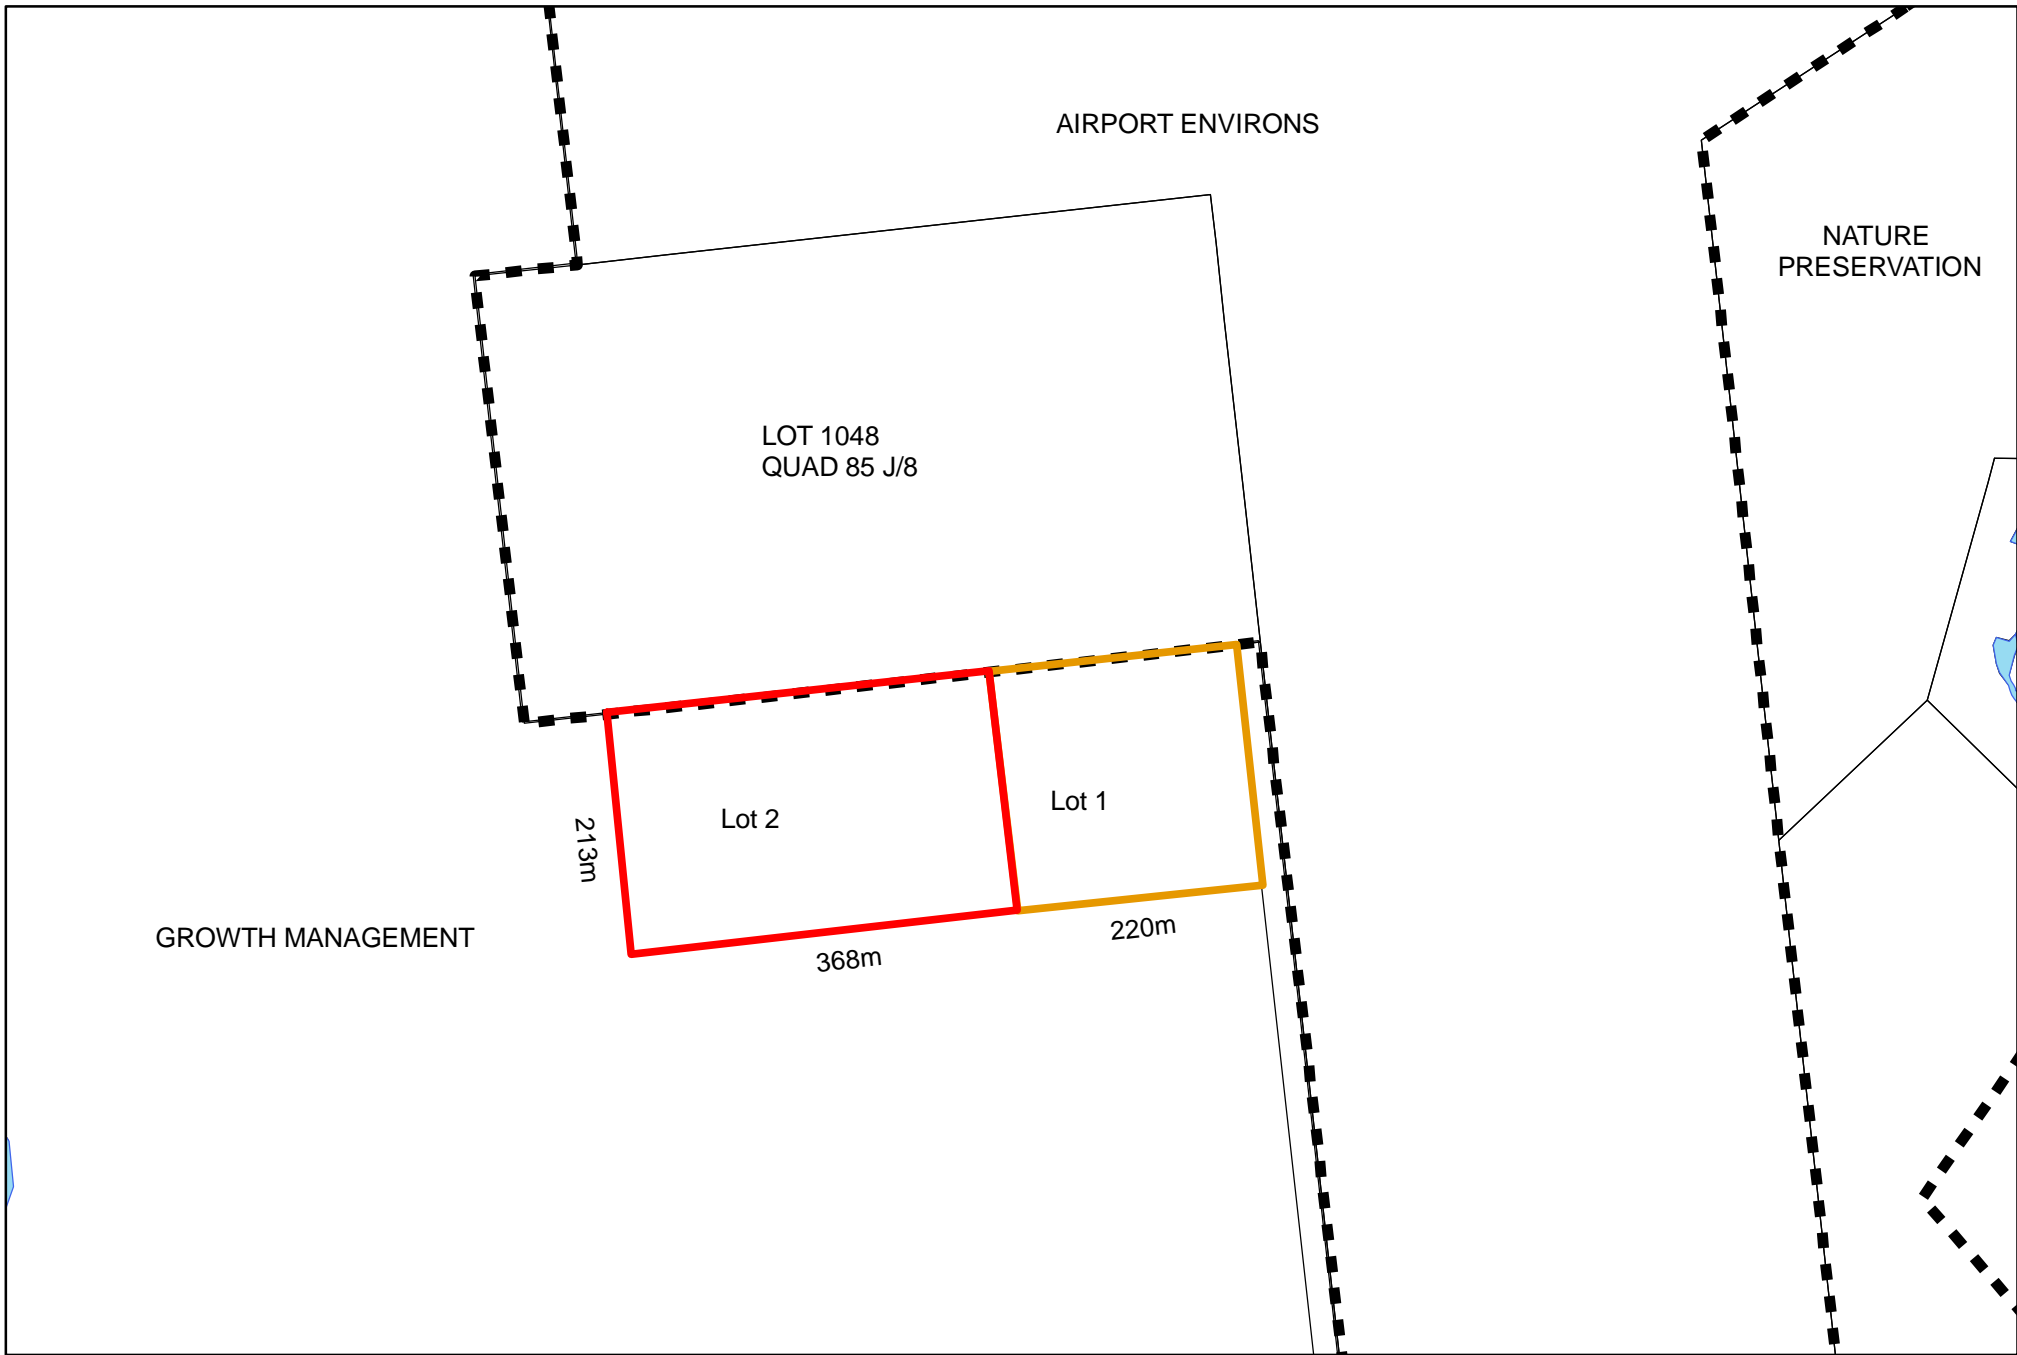 AIRPORT ENVIRONS
NATURE
PRESERVATION
LOT 1048
QUAD 85 J/8
Lot 1
Lot 2
213m
220m
GROWTH MANAGEMENT
368m